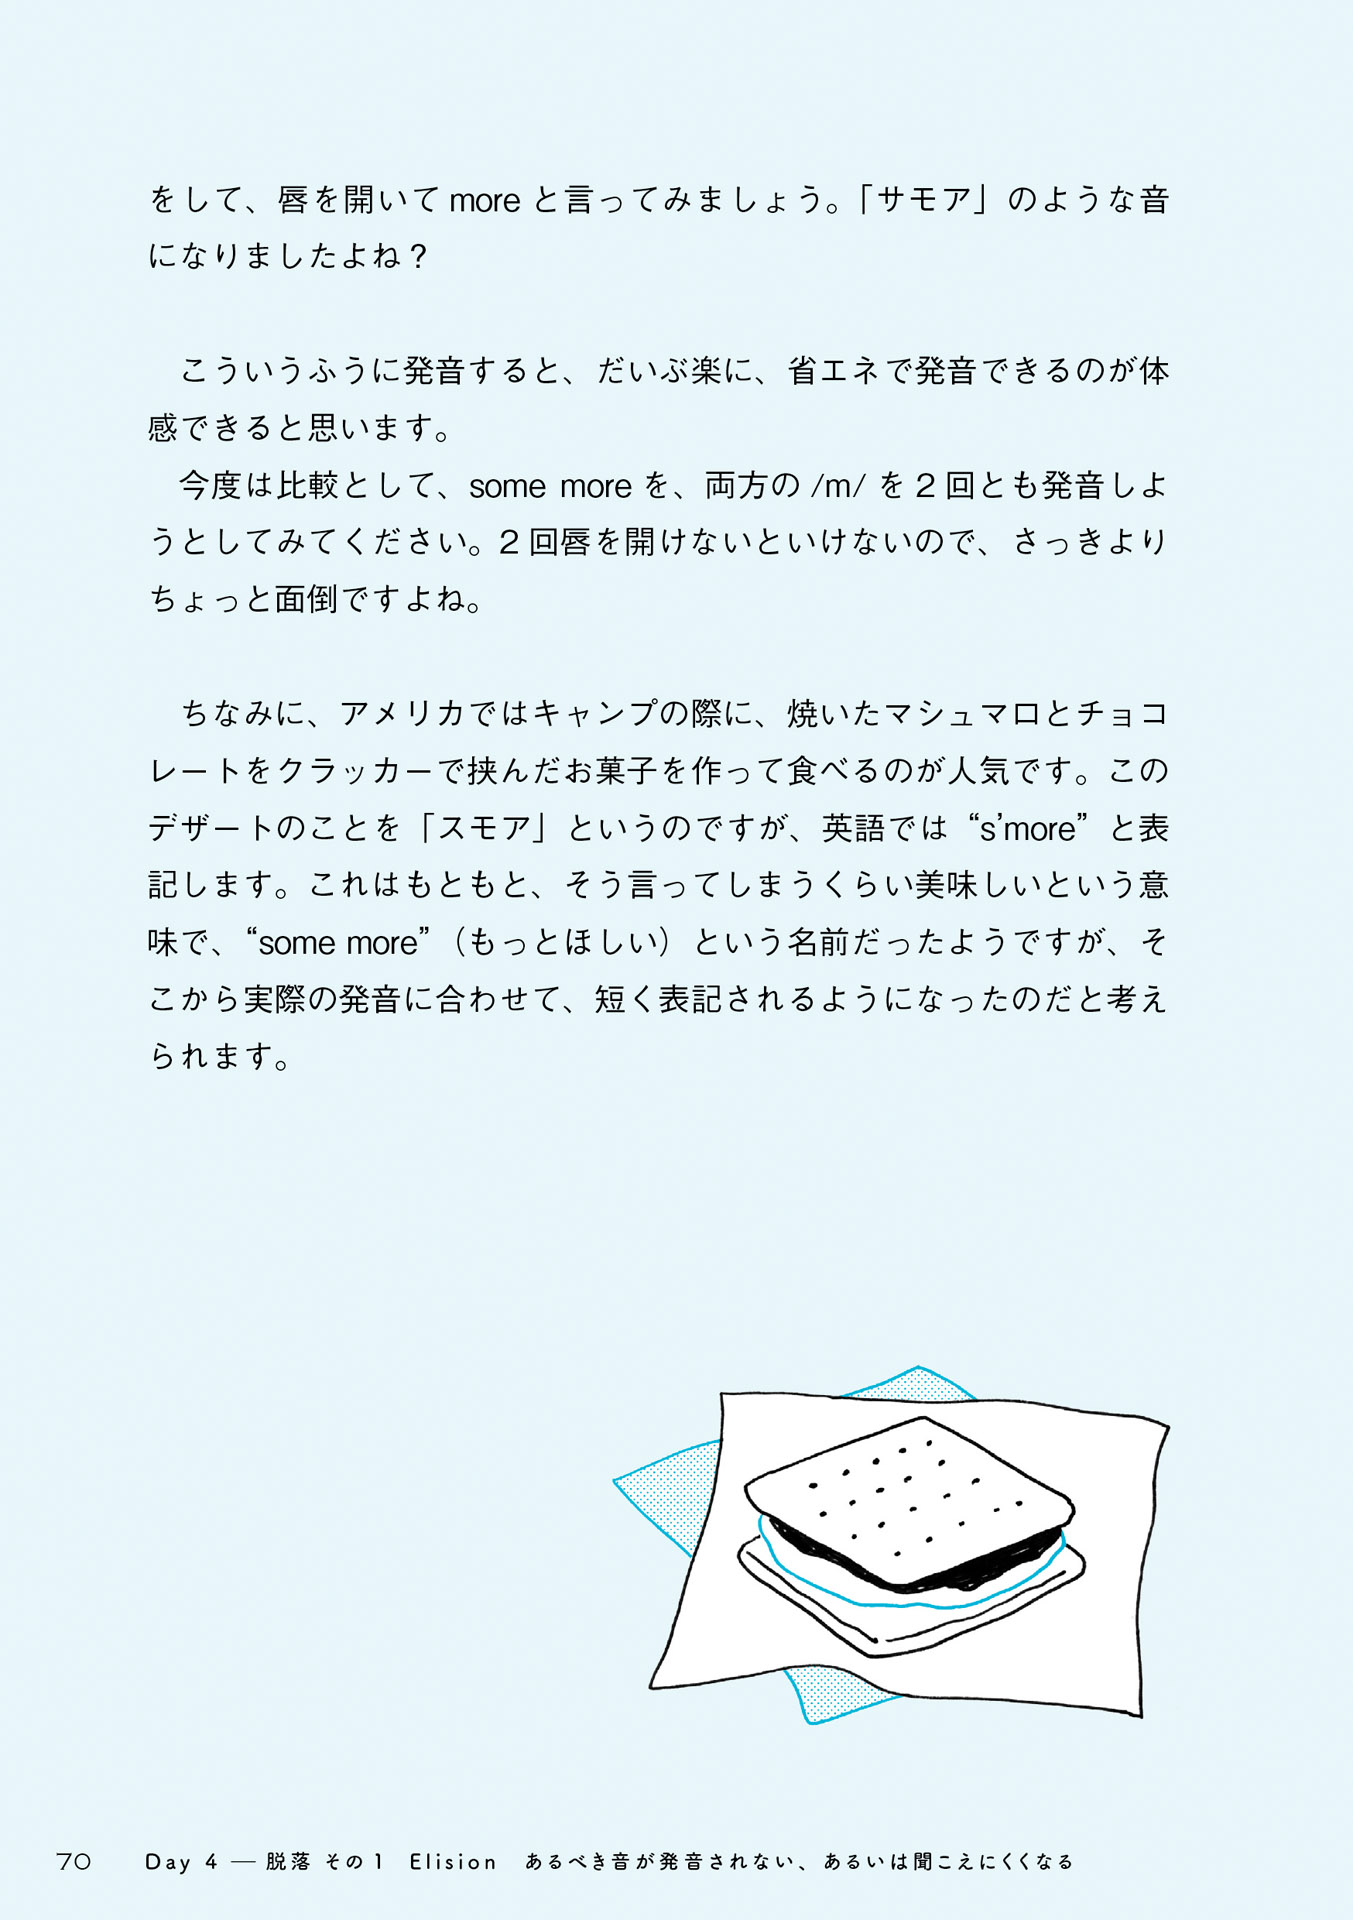 をして、唇を開いて more と言ってみましょう。「サモア」のような音
になりましたよね？
こういうふうに発音すると、だいぶ楽に、省エネで発音できるのが体
感できると思います。
今度は比較として、some more を、両方の /m/ を 2 回とも発音しよ
うとしてみてください。2 回唇を開けないといけないので、さっきより
ちょっと面倒ですよね。
ちなみに、アメリカではキャンプの際に、焼いたマシュマロとチョコ
レートをクラッカーで挟んだお菓子を作って食べるのが人気です。この
デザートのことを「スモア」というのですが、英語では “s’more” と表
記します。これはもともと、そう言ってしまうくらい美味しいという意
味で、“some more”（もっとほしい）という名前だったようですが、そ
こから実際の発音に合わせて、短く表記されるようになったのだと考え
られます。
70 Day 4 ― 脱落 その1 Elision あるべき音が発音されない、あるいは聞こえにくくなる